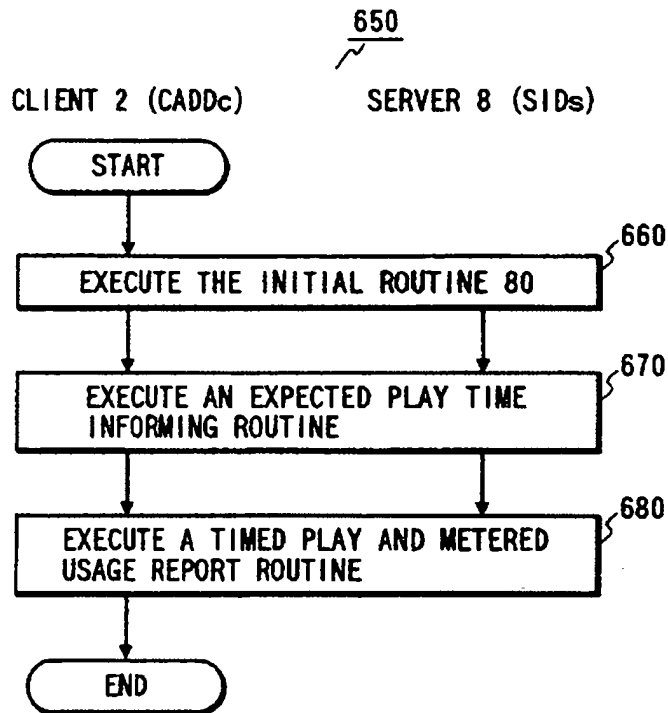 650
CLIENT 2 (CADDc) SERVER 8 (SIDs)
START
660
EXECUTE THE INITIAL ROUTINE 80
670
EXECUTE AN EXPECTED PLAY TIME
INFORMING ROUTINE
680
EXECUTE A TIMED PLAY AND METERED
USAGE REPORT ROUTINE
END